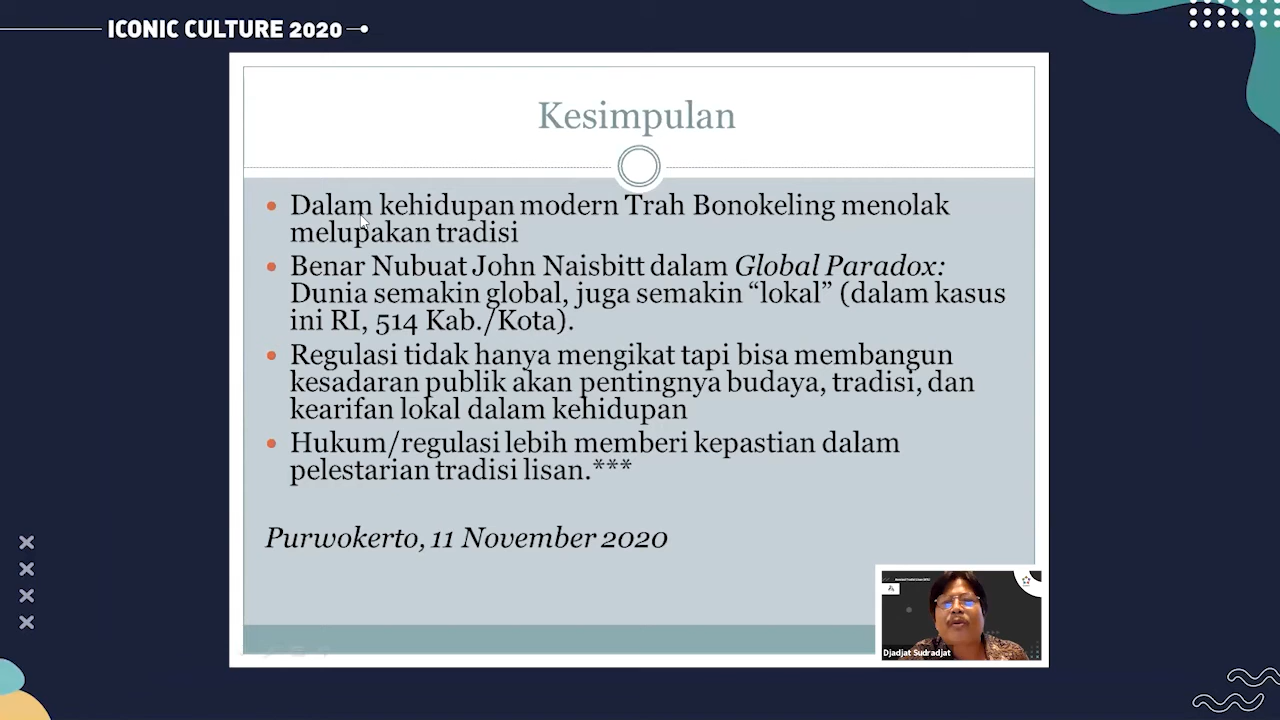 ICONIC CULTURE 2020
Kesimpulan
• Dalam kehidupan modern Trah Bonokeling menolak
melupakan tradisi
• Benar Nubuat John Naisbitt dalam Global Paradox:
Dunia semakin global, juga semakin “lokal” (dalam kasus
ini RI, 514 Kab./Kota).
• Regulasi tidak hanya mengikat tapi bisa membangun
kesadaran publik akan pentingnya budaya, tradisi, dan
kearifan lokal dalam kehidupan
• Hukum/regulasi lebih memberi kepastian dalam
pelestarian tradisi lisan.***
Purwokerto, 11 November 2020
Djadjat Sudradjat